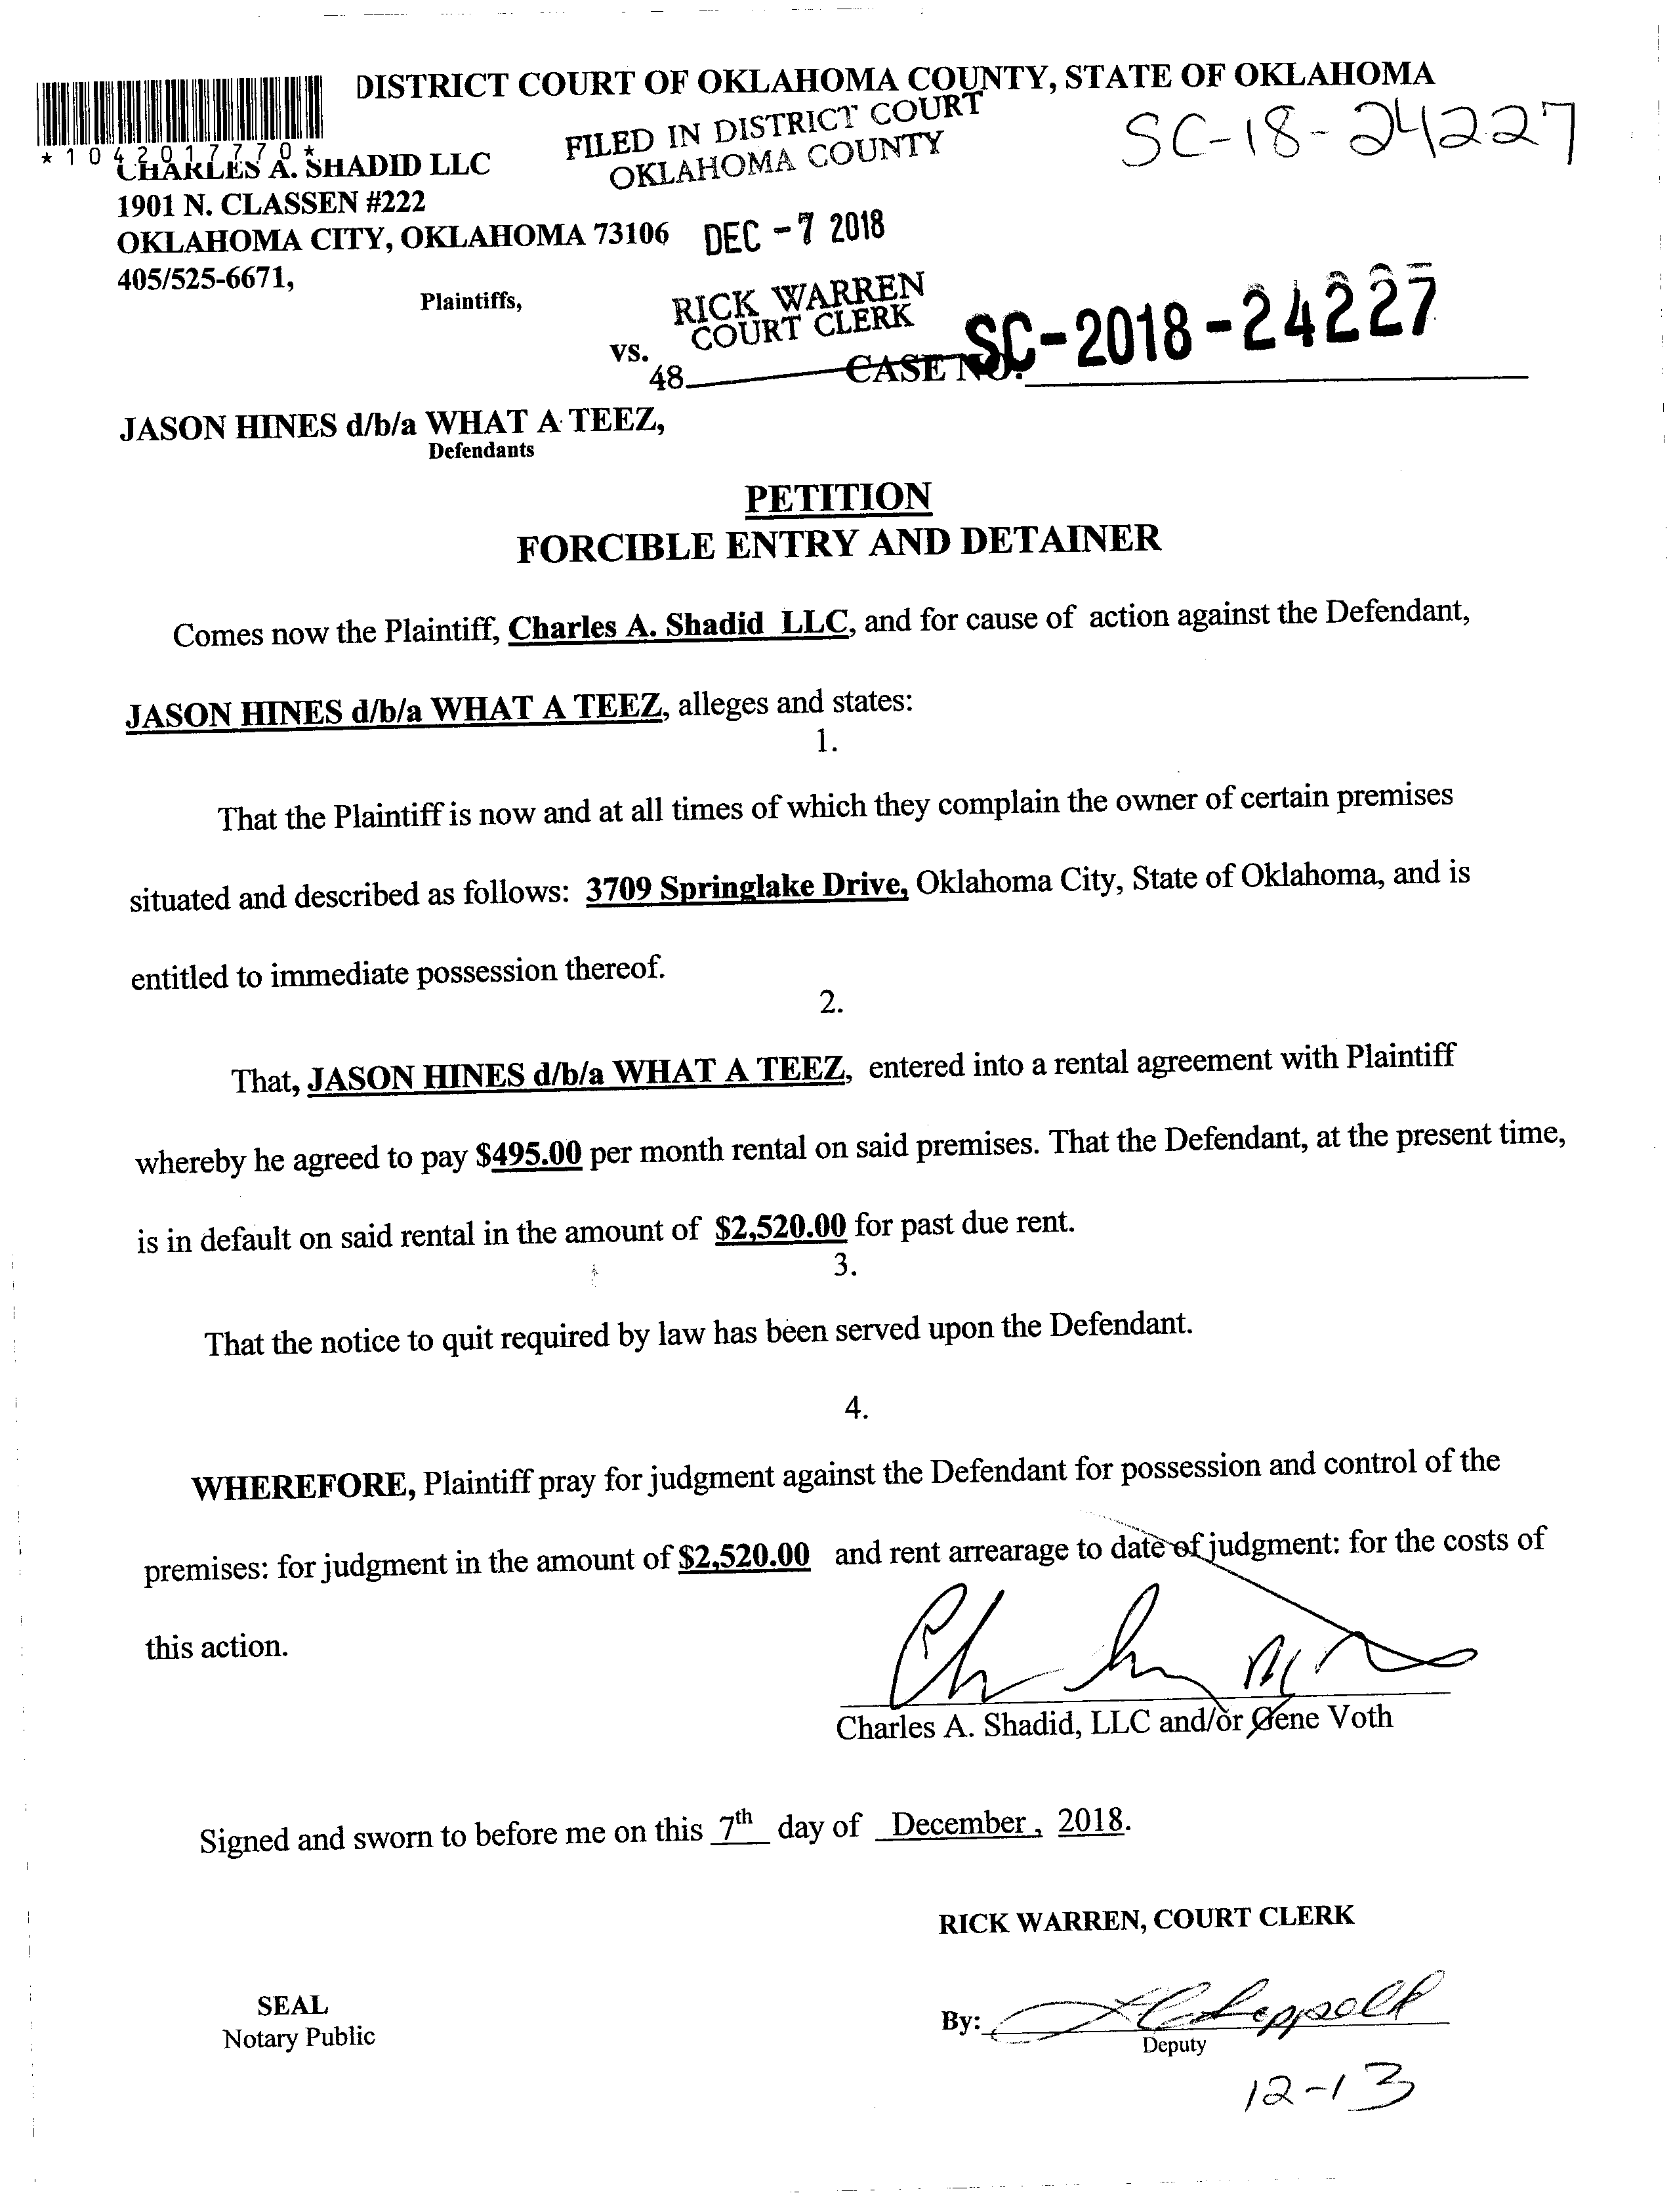 DISTRICT COURT OF OKLAHOMA COUNTY, STATE OF OKLAHOMA
FILED IN DISTRICT COURT
OKLAHOMA COUNTY
SC-18-24227
*1042017770*
CHARLES A. SHADID LLC
1901 N. CLASSEN #222
OKLAHOMA CITY, OKLAHOMA 73106
DEC -7 2018
405/525-6671,
Plaintiffs,
RICK WARREN
COURT CLERK
vs.
48
CASE NO.
SC-2018-24227
JASON HINES d/b/a WHAT A TEEZ,
Defendants
PETITION
FORCIBLE ENTRY AND DETAINER
Comes now the Plaintiff, Charles A. Shadid LLC, and for cause of action against the Defendant,
JASON HINES d/b/a WHAT A TEEZ, alleges and states:
1.
That the Plaintiff is now and at all times of which they complain the owner of certain premises
situated and described as follows: 3709 Springlake Drive, Oklahoma City, State of Oklahoma, and is
entitled to immediate possession thereof.
2.
That, JASON HINES d/b/a WHAT A TEEZ, entered into a rental agreement with Plaintiff
whereby he agreed to pay $495.00 per month rental on said premises. That the Defendant, at the present time,
is in default on said rental in the amount of $2,520.00 for past due rent.
3.
That the notice to quit required by law has been served upon the Defendant.
4.
WHEREFORE, Plaintiff pray for judgment against the Defendant for possession and control of the
premises: for judgment in the amount of $2,520.00 and rent arrearage to date of judgment: for the costs of
this action.
Charles A. Shadid, LLC and/or Gene Voth
Signed and sworn to before me on this 7th day of December, 2018.
RICK WARREN, COURT CLERK
SEAL
Notary Public
By:
Deputy
12-13